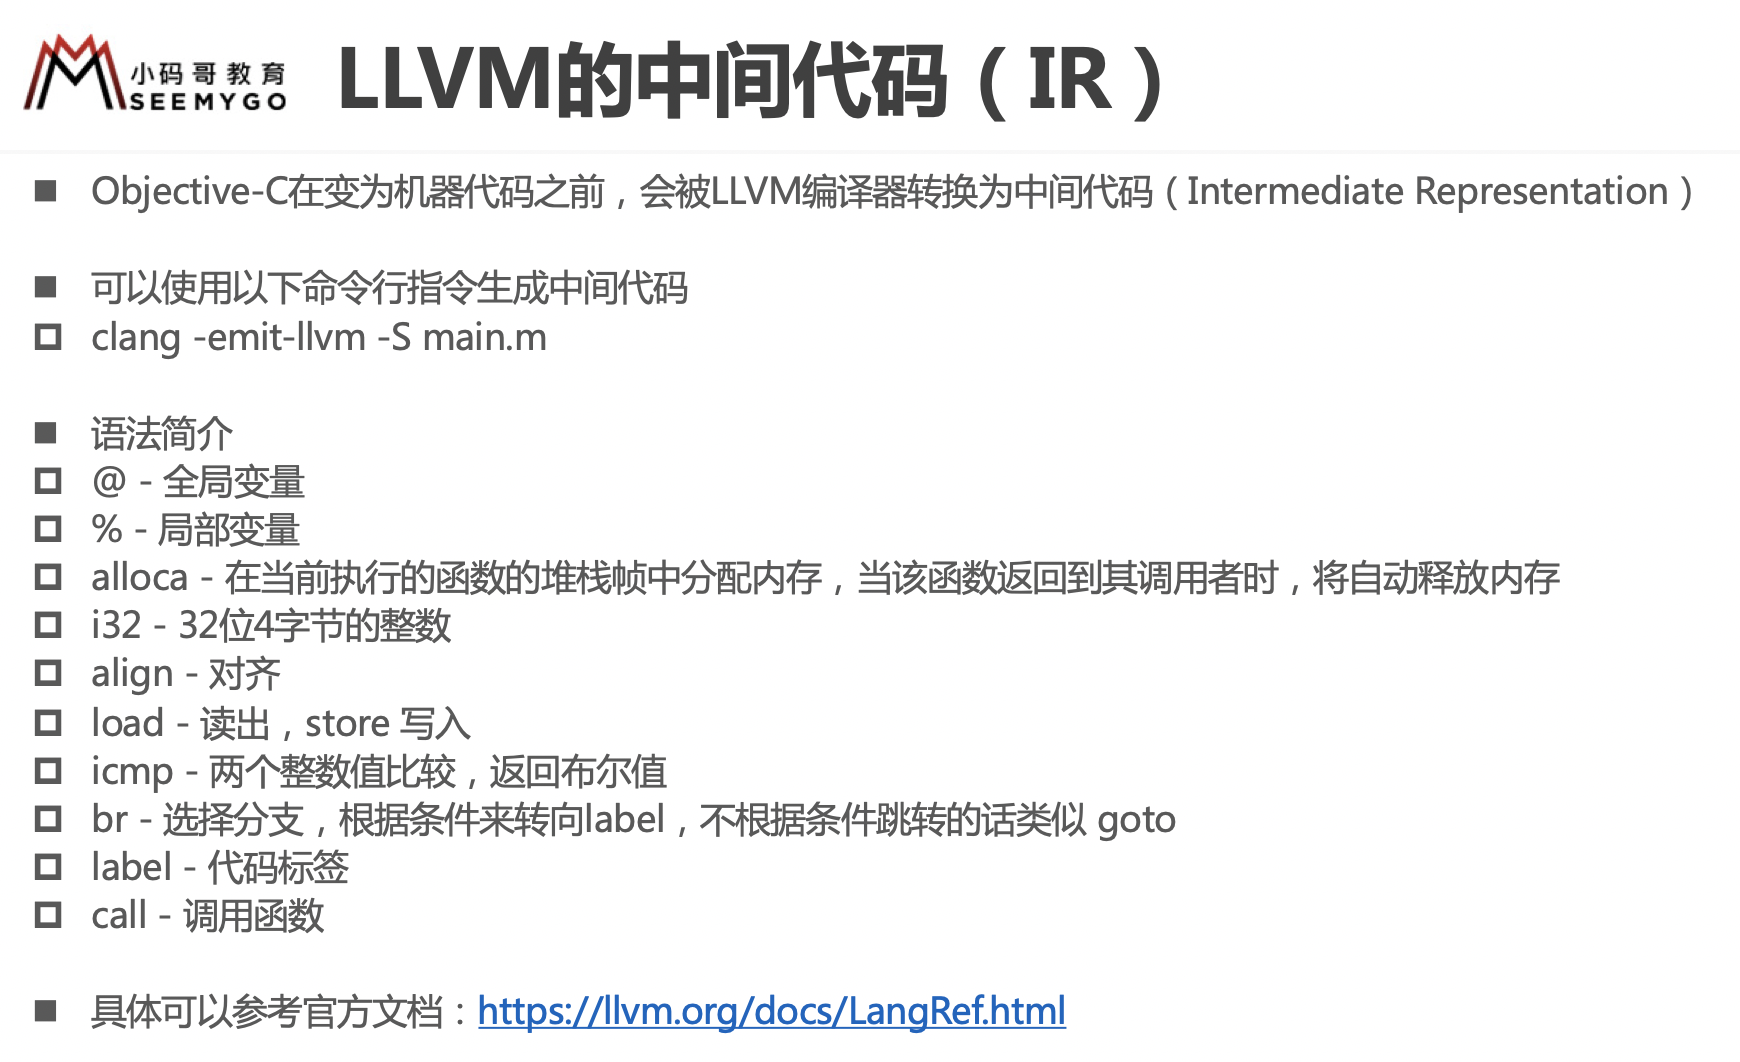 小码哥教育
SEEMYGO
LLVM的中间代码（IR）
Objective-C在变为机器代码之前，会被LLVM编译器转换为中间代码（Intermediate Representation）
可以使用以下命令行指令生成中间代码
clang -emit-llvm -S main.m
语法简介
@ - 全局变量
% - 局部变量
alloca - 在当前执行的函数的堆栈帧中分配内存，当该函数返回到其调用者时，将自动释放内存
i32 - 32位4字节的整数
align - 对齐
load - 读出，store 写入
icmp - 两个整数值比较，返回布尔值
br - 选择分支，根据条件来转向label，不根据条件跳转的话类似 goto
label - 代码标签
call - 调用函数
具体可以参考官方文档：https://llvm.org/docs/LangRef.html